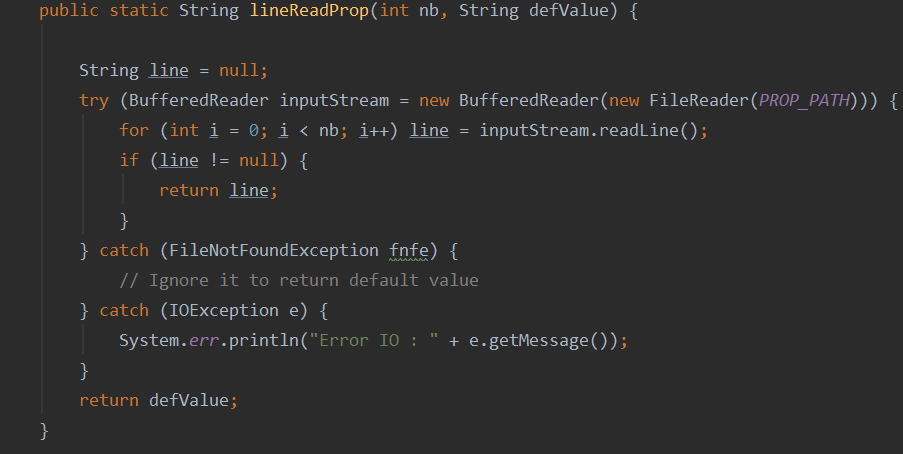 public static String lineReadProp(int nb, String defValue) {
String line = null;
try (BufferedReader inputStream = new BufferedReader(new FileReader(PROP_PATH))) {
for (int i = 0; i < nb; i++) line = inputStream.readLine();
if (line != null) {
return line;
}
} catch (FileNotFoundException fnfe) {
// Ignore it to return default value
} catch (IOException e) {
System.err.println("Error IO : " + e.getMessage());
}
return defValue;
}